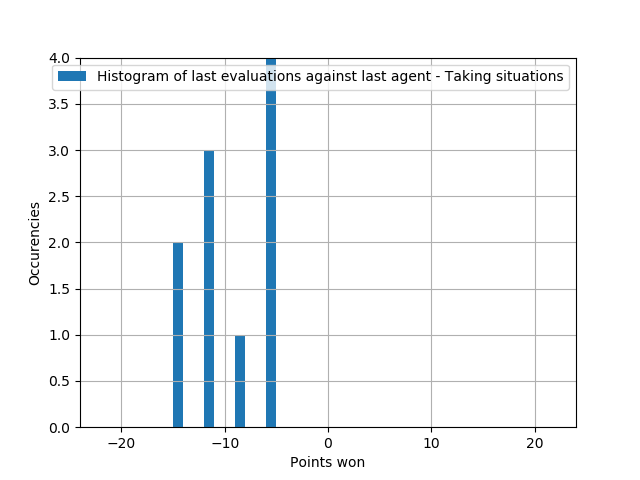 Histogram of last evaluations against last agent - Taking situations
4.0
3.5
3.0
2.5
2.0
1.5
1.0
0.5
0.0
Occurencies
−20 −10 0 10 20
Points won